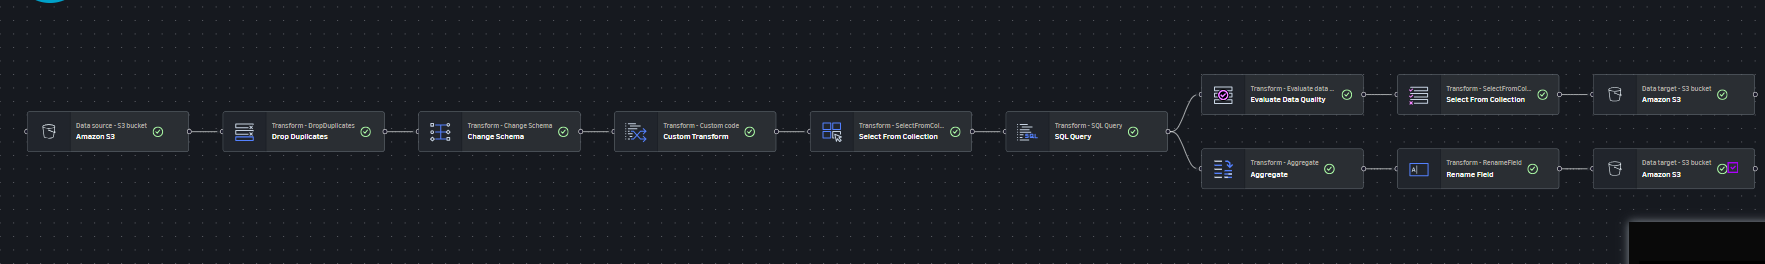 Data source - S3 bucket
Amazon S3
Transform - DropDuplicates
Drop Duplicates
Transform - Change Schema
Change Schema
Transform - Custom code
Custom Transform
Transform - SelectFromCol...
Select From Collection
Transform - SQL Query
SQL Query
SQL
Transform - Evaluate data ...
Evaluate Data Quality
Transform - SelectFromCol...
Select From Collection
Data target - S3 bucket
Amazon S3
Transform - Aggregate
Aggregate
Transform - RenameField
Rename Field
A
Data target - S3 bucket
Amazon S3